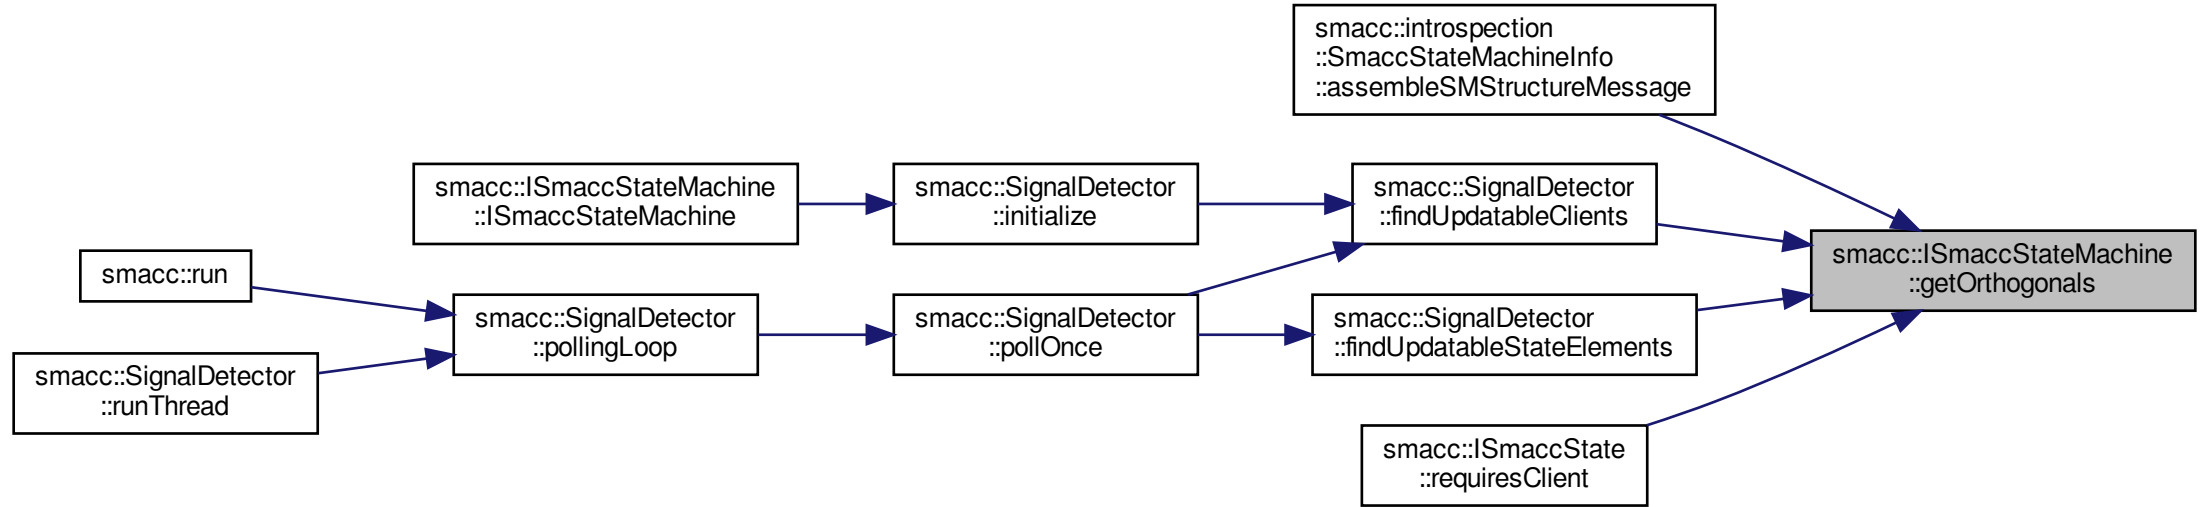 smacc::introspection
::SmaccStateMachineInfo
::assembleSMStructureMessage
smacc::ISmaccStateMachine
::ISmaccStateMachine
smacc::SignalDetector
::initialize
smacc::SignalDetector
::findUpdatableClients
smacc::ISmaccStateMachine
::getOrthogonals
smacc::run
smacc::SignalDetector
::pollingLoop
smacc::SignalDetector
::pollOnce
smacc::SignalDetector
::findUpdatableStateElements
smacc::SignalDetector
::runThread
smacc::ISmaccState
::requiresClient